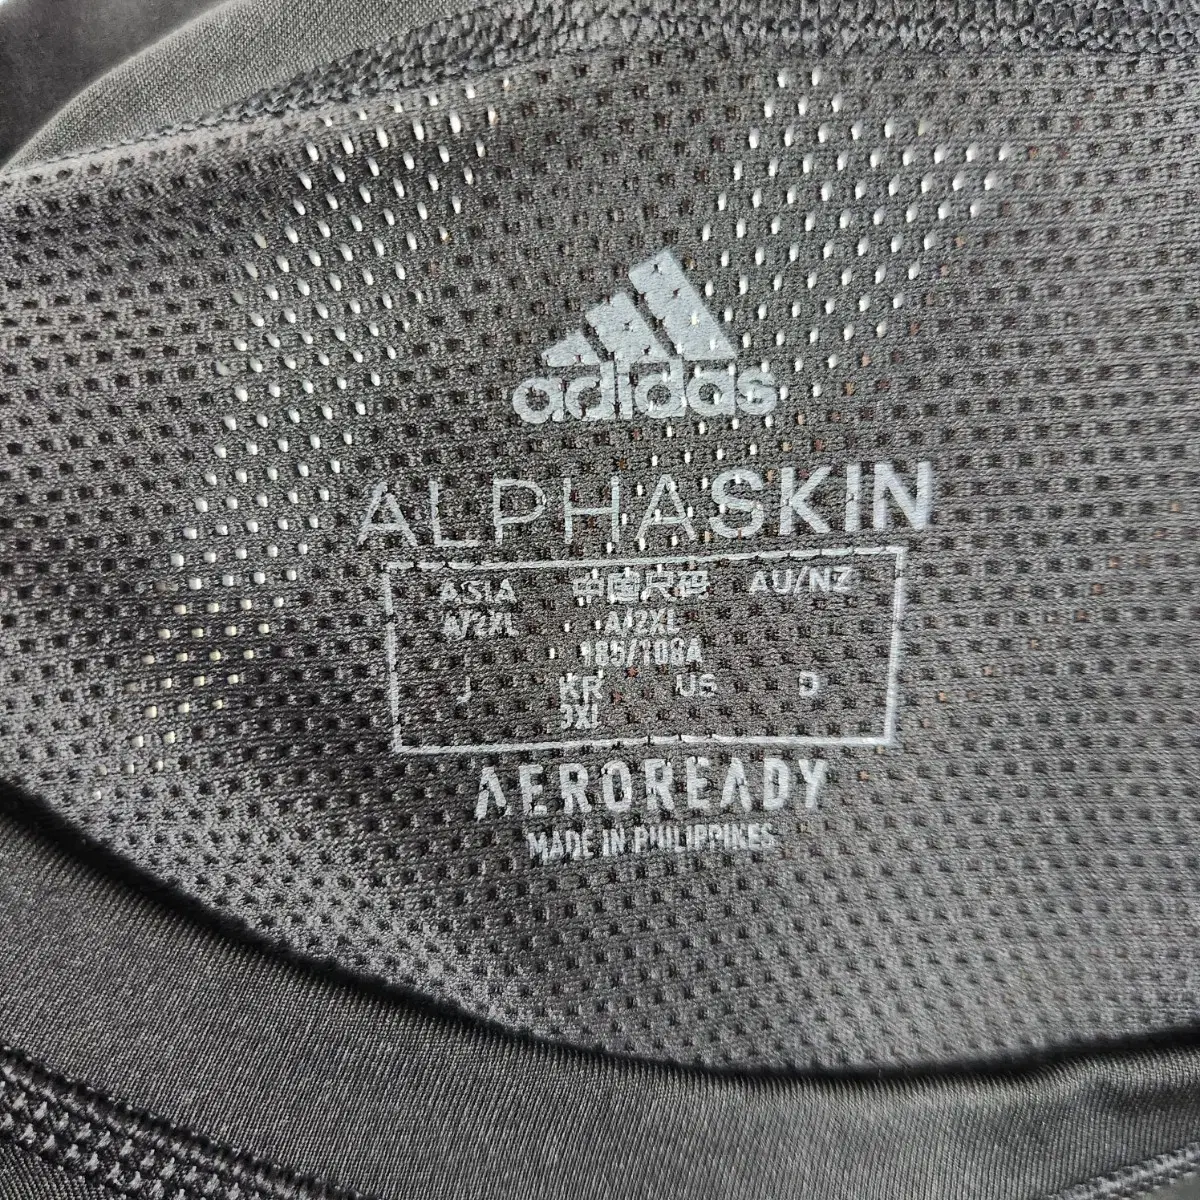 adidas
ALPHASKIN
ASIA 中国尺码 AU/NZ
A/2XL A/2XL
185/108A
J KR US D
3XL
AEROREADY
MADE IN PHILIPPINES